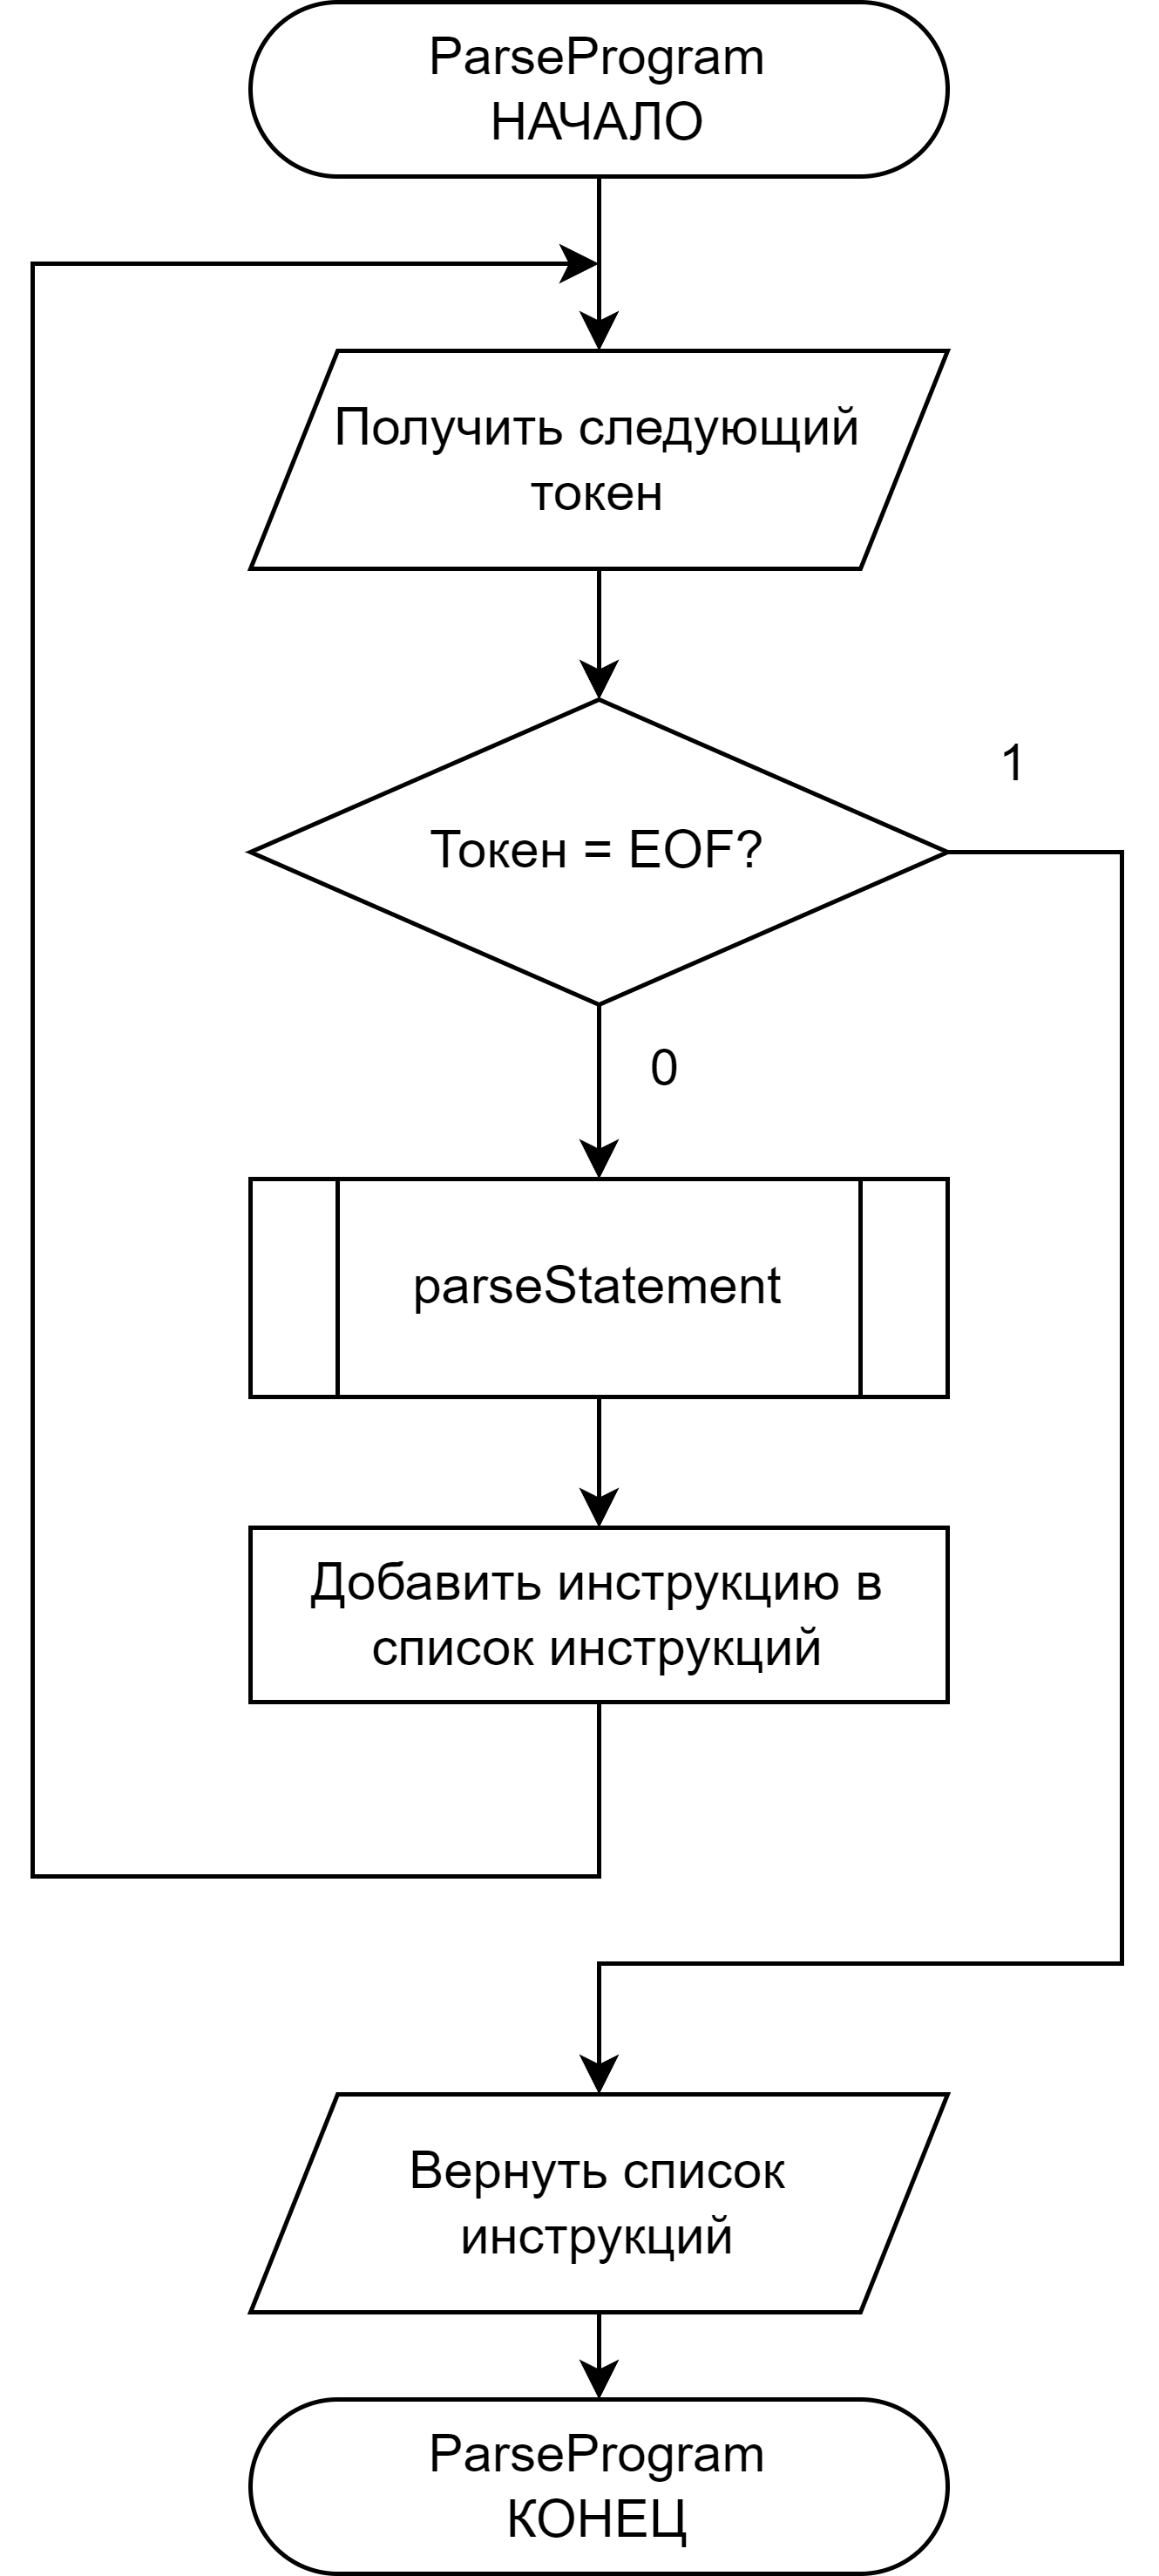 ParseProgram
НАЧАЛО
Получить следующий
токен
1
Токен = EOF?
0
parseStatement
Добавить инструкцию в
список инструкций
Вернуть список
инструкций
ParseProgram
КОНЕЦ